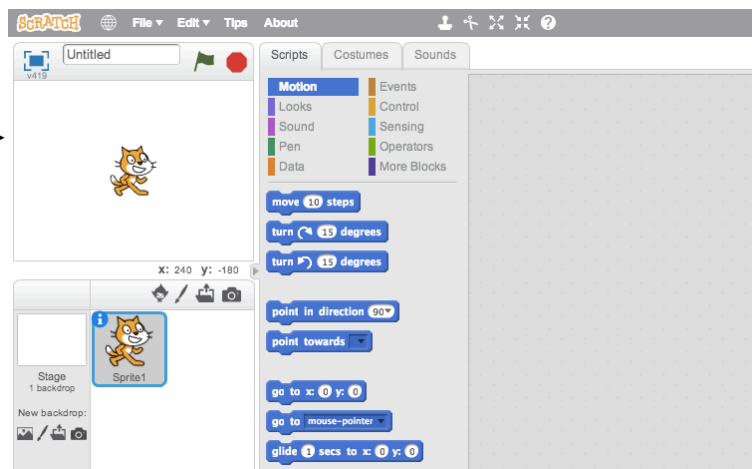 SCRATCH File Edit Tips About
v419 Untitled
Scripts Costumes Sounds
Motion Events
Looks Control
Sound Sensing
Pen Operators
Data More Blocks
move 10 steps
turn 15 degrees
turn 15 degrees
point in direction 90
point towards
go to x: 0 y: 0
go to mouse-pointer
glide 1 secs to x: 0 y: 0
x: 240 y: -180
Sprite1
Stage
1 backdrop
New backdrop: